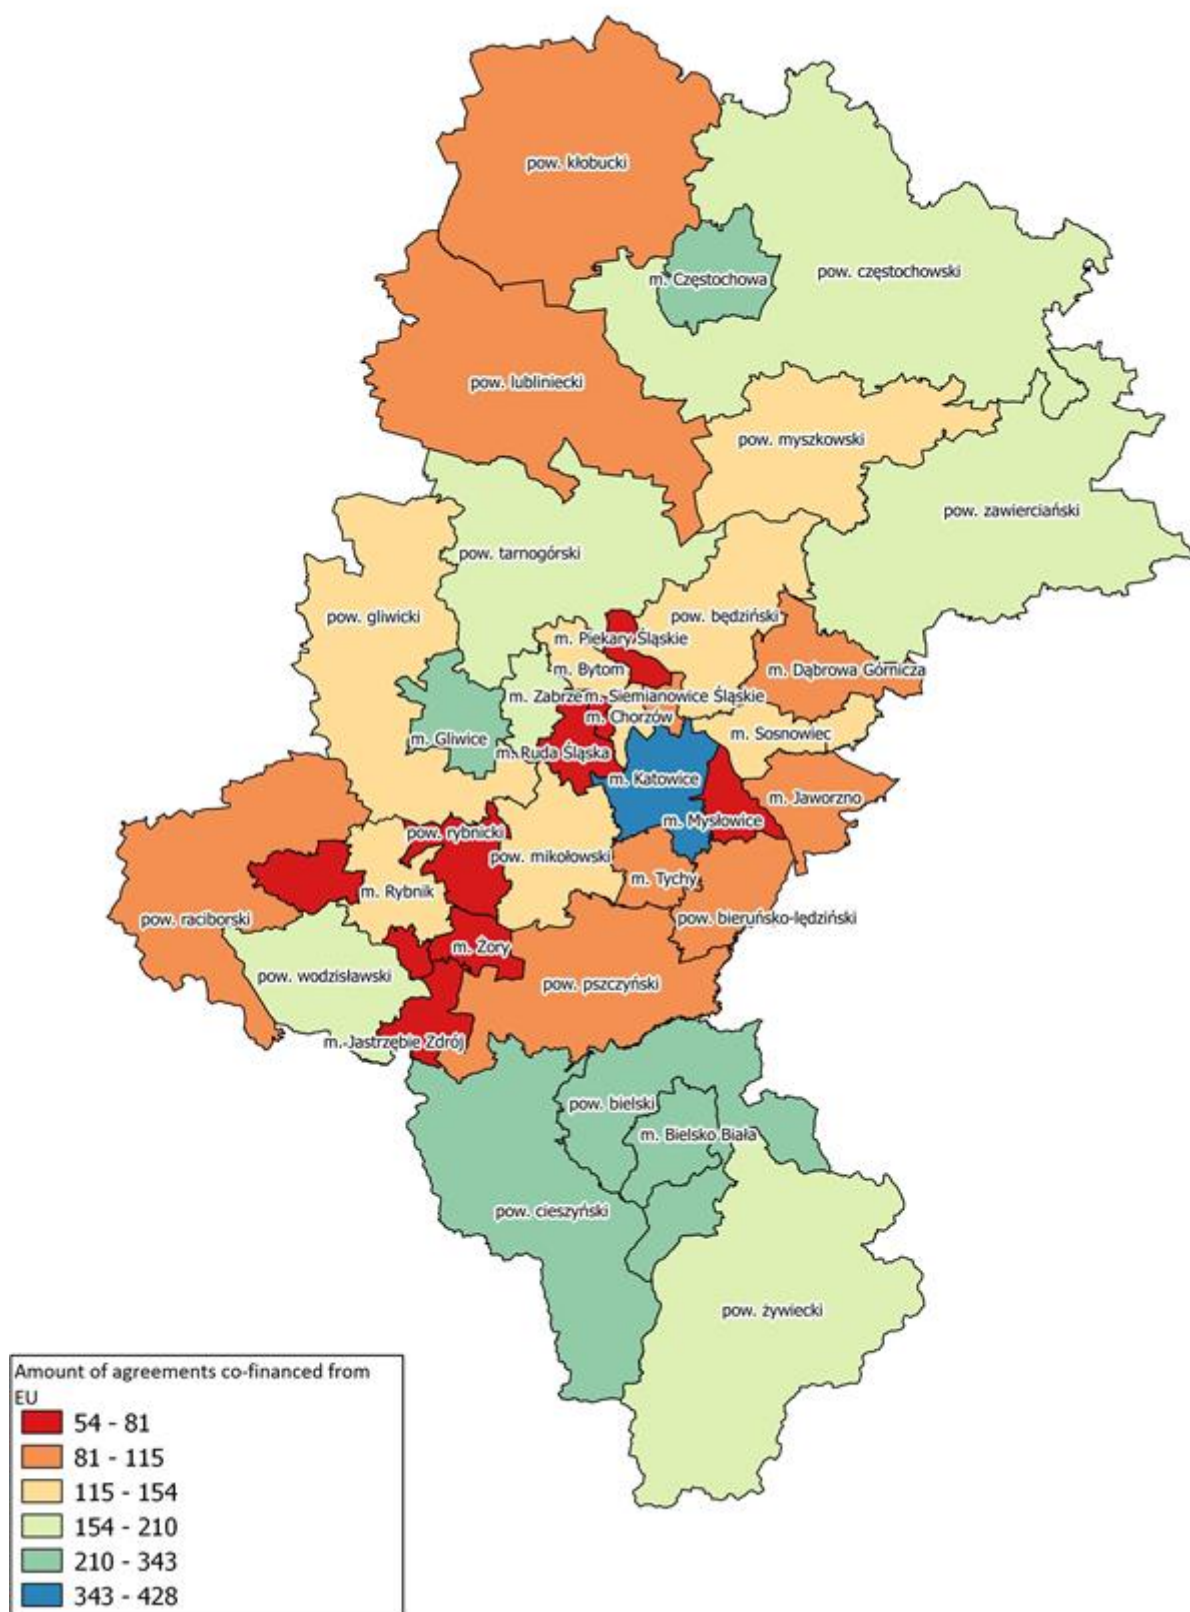 pow. kłobucki
pow. częstochowski
m. Częstochowa
pow. lubliniecki
pow. myszkowski
pow. zawierciański
pow. tarnogórski
pow. gliwicki
pow. będziński
m. Piekary Śląskie
m. Bytom
m. Dąbrowa Górnicza
m. Zabrze
m. Siemianowice Śląskie
m. Chorzów
m. Sosnowiec
m. Gliwice
m. Ruda Śląska
m. Katowice
m. Jaworzno
m. Mysłowice
pow. rybnicki
pow. mikołowski
m. Tychy
m. Rybnik
pow. raciborski
pow. bieruńsko-lędziński
m. Żory
pow. wodzisławski
pow. pszczyński
m. Jastrzębie Zdrój
pow. bielski
m. Bielsko Biała
pow. cieszyński
pow. żywiecki
Amount of agreements co-financed from
EU
54 - 81
81 - 115
115 - 154
154 - 210
210 - 343
343 - 428